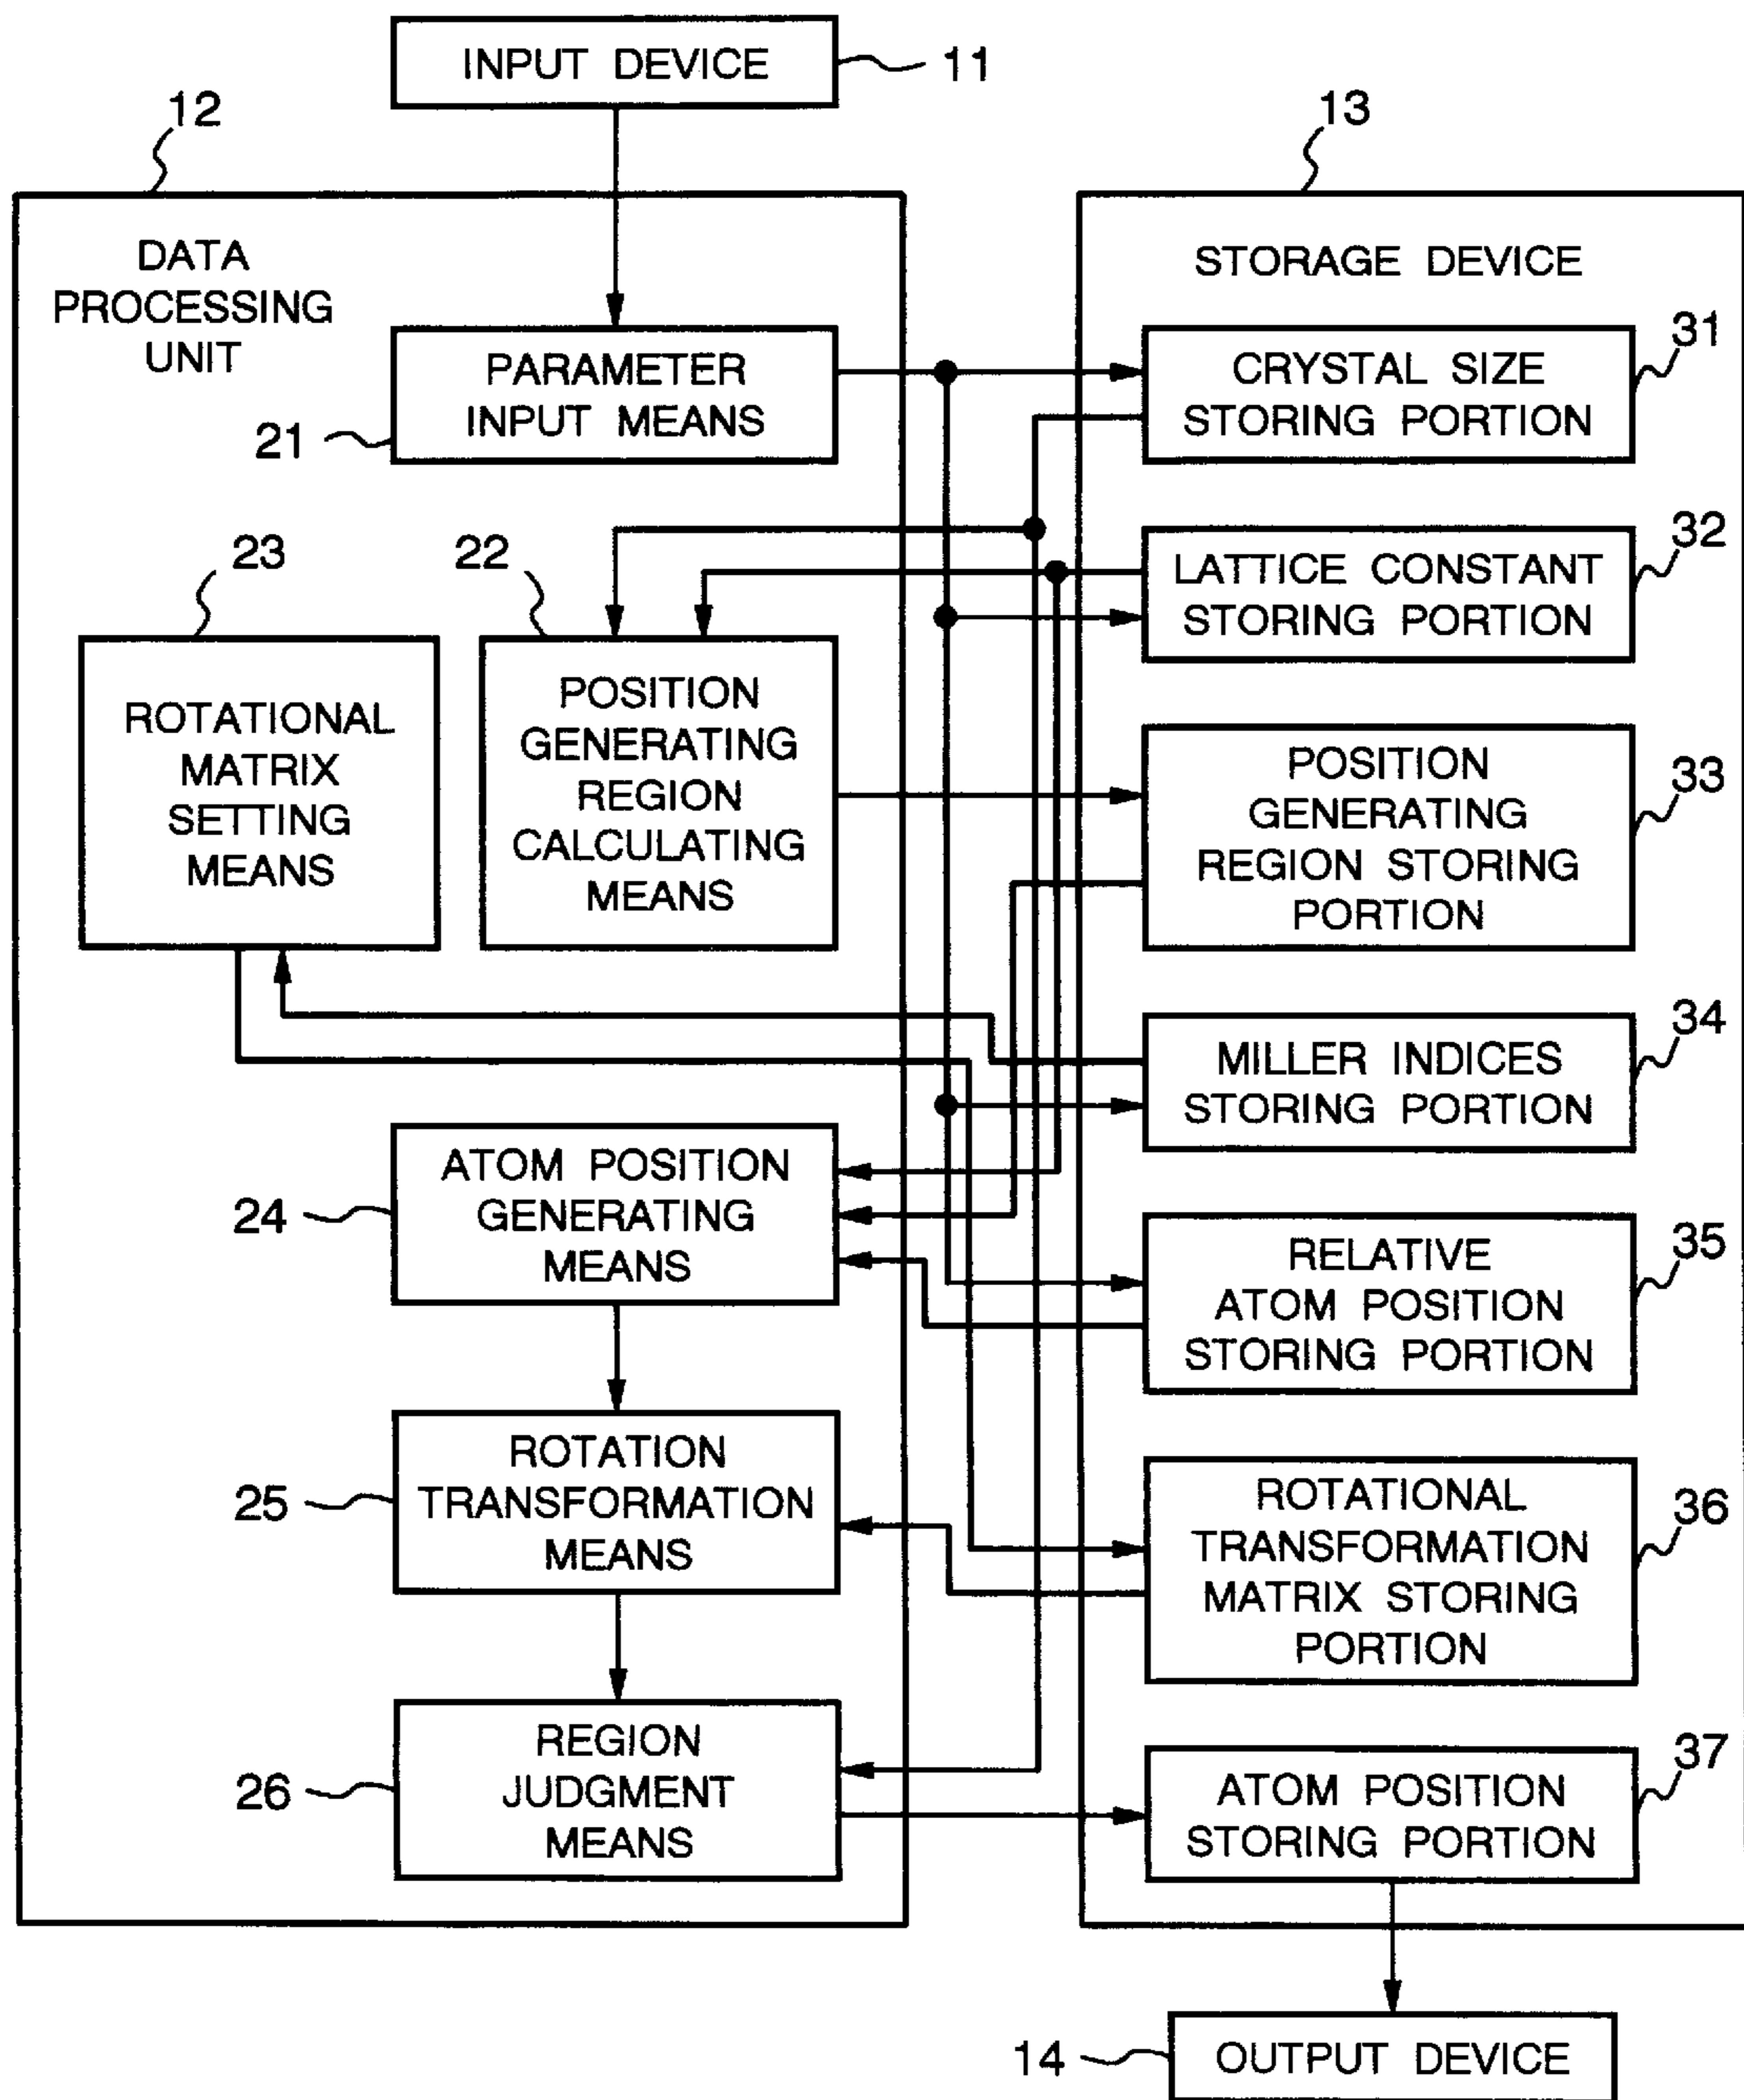 INPUT DEVICE
11
12
13
DATA
PROCESSING
UNIT
STORAGE DEVICE
PARAMETER
INPUT MEANS
21
CRYSTAL SIZE
STORING PORTION
31
23
22
LATTICE CONSTANT
STORING PORTION
32
ROTATIONAL
MATRIX
SETTING
MEANS
POSITION
GENERATING
REGION
CALCULATING
MEANS
POSITION
GENERATING
REGION STORING
PORTION
33
MILLER INDICES
STORING PORTION
34
ATOM POSITION
GENERATING
MEANS
24
RELATIVE
ATOM POSITION
STORING PORTION
35
ROTATION
TRANSFORMATION
MEANS
25
ROTATIONAL
TRANSFORMATION
MATRIX STORING
PORTION
36
REGION
JUDGMENT
MEANS
26
ATOM POSITION
STORING PORTION
37
14
OUTPUT DEVICE